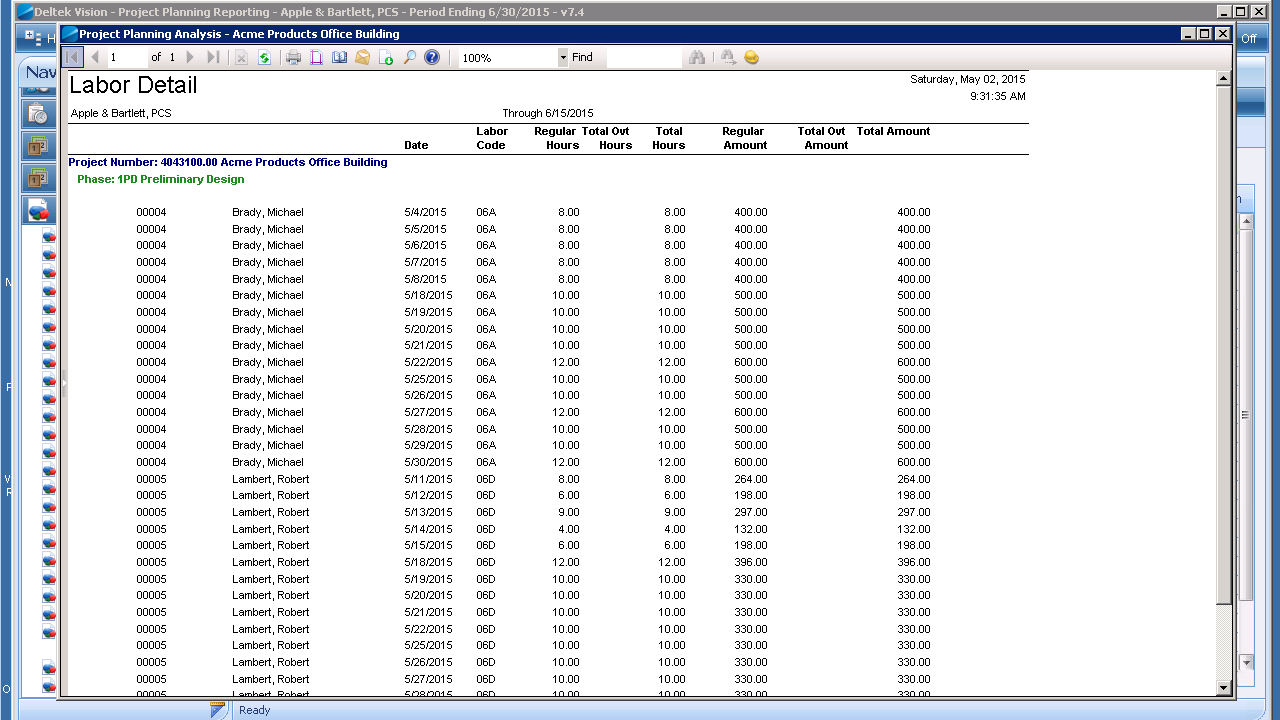 Deltek Vision - Project Planning Reporting - Apple & Bartlett, PCS - Period Ending 6/30/2015 - v7.4
Project Planning Analysis - Acme Products Office Building
Off
1 of 1 100% Find
Nav
Labor Detail
Saturday, May 02, 2015
9:31:35 AM
Apple & Bartlett, PCS Through 6/15/2015
Labor Regular Total Ovt Total Regular Total Ovt Total Amount
Date Code Hours Hours Hours Amount Amount
Project Number: 4043100.00 Acme Products Office Building
Phase: 1PD Preliminary Design
00004 Brady, Michael 5/4/2015 06A 8.00 8.00 400.00 400.00
00004 Brady, Michael 5/5/2015 06A 8.00 8.00 400.00 400.00
00004 Brady, Michael 5/6/2015 06A 8.00 8.00 400.00 400.00
00004 Brady, Michael 5/7/2015 06A 8.00 8.00 400.00 400.00
00004 Brady, Michael 5/8/2015 06A 8.00 8.00 400.00 400.00
00004 Brady, Michael 5/18/2015 06A 10.00 10.00 500.00 500.00
00004 Brady, Michael 5/19/2015 06A 10.00 10.00 500.00 500.00
00004 Brady, Michael 5/20/2015 06A 10.00 10.00 500.00 500.00
00004 Brady, Michael 5/21/2015 06A 10.00 10.00 500.00 500.00
00004 Brady, Michael 5/22/2015 06A 12.00 12.00 600.00 600.00
00004 Brady, Michael 5/25/2015 06A 10.00 10.00 500.00 500.00
00004 Brady, Michael 5/26/2015 06A 10.00 10.00 500.00 500.00
00004 Brady, Michael 5/27/2015 06A 12.00 12.00 600.00 600.00
00004 Brady, Michael 5/28/2015 06A 10.00 10.00 500.00 500.00
00004 Brady, Michael 5/29/2015 06A 10.00 10.00 500.00 500.00
00004 Brady, Michael 5/30/2015 06A 12.00 12.00 600.00 600.00
00005 Lambert, Robert 5/11/2015 06D 8.00 8.00 264.00 264.00
00005 Lambert, Robert 5/12/2015 06D 6.00 6.00 198.00 198.00
00005 Lambert, Robert 5/13/2015 06D 9.00 9.00 297.00 297.00
00005 Lambert, Robert 5/14/2015 06D 4.00 4.00 132.00 132.00
00005 Lambert, Robert 5/15/2015 06D 6.00 6.00 198.00 198.00
00005 Lambert, Robert 5/18/2015 06D 12.00 12.00 396.00 396.00
00005 Lambert, Robert 5/19/2015 06D 10.00 10.00 330.00 330.00
00005 Lambert, Robert 5/20/2015 06D 10.00 10.00 330.00 330.00
00005 Lambert, Robert 5/21/2015 06D 10.00 10.00 330.00 330.00
00005 Lambert, Robert 5/22/2015 06D 10.00 10.00 330.00 330.00
00005 Lambert, Robert 5/25/2015 06D 10.00 10.00 330.00 330.00
00005 Lambert, Robert 5/26/2015 06D 10.00 10.00 330.00 330.00
00005 Lambert, Robert 5/27/2015 06D 10.00 10.00 330.00 330.00
00005 Lambert, Robert 5/28/2015 06D 10.00 10.00 330.00 330.00
Ready